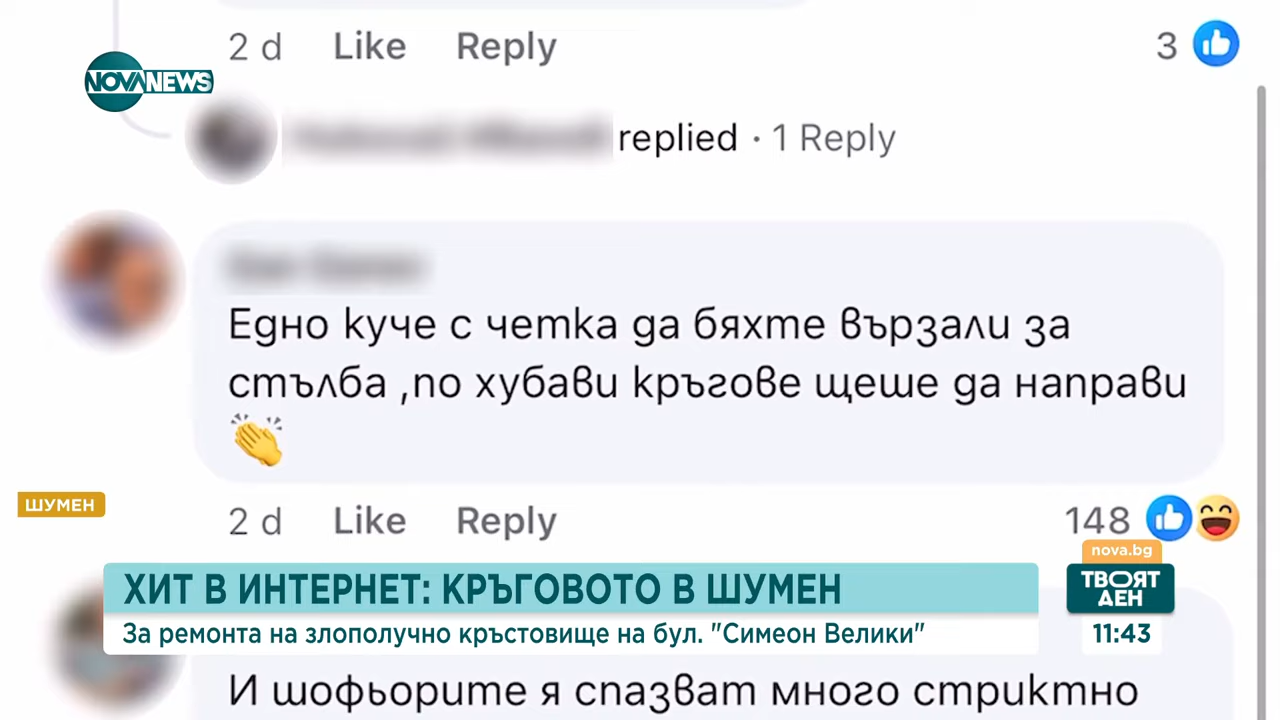 2 d Like Reply 3
NOVANEWS
replied · 1 Reply
Едно куче с четка да бяхте вързали за
стълба ,по хубави кръгове щеше да направи
👏
ШУМЕН
2 d Like Reply 148
nova.bg
ХИТ В ИНТЕРНЕТ: КРЪГОВОТО В ШУМЕН
ТВОЯТ
ДЕН
За ремонта на злополучно кръстовище на бул. "Симеон Велики"
11:43
И шофьорите я спазват много стриктно